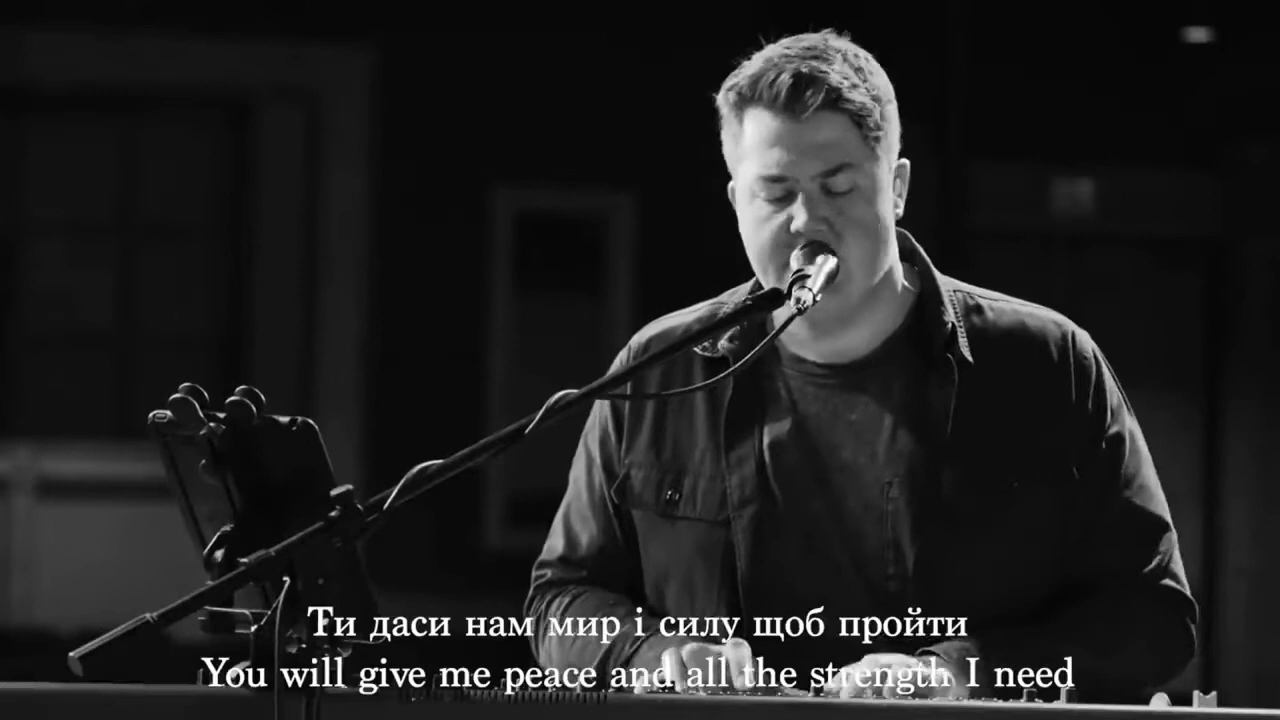 Ти даси нам мир і силу щоб пройти
You will give me peace and all the strength I need